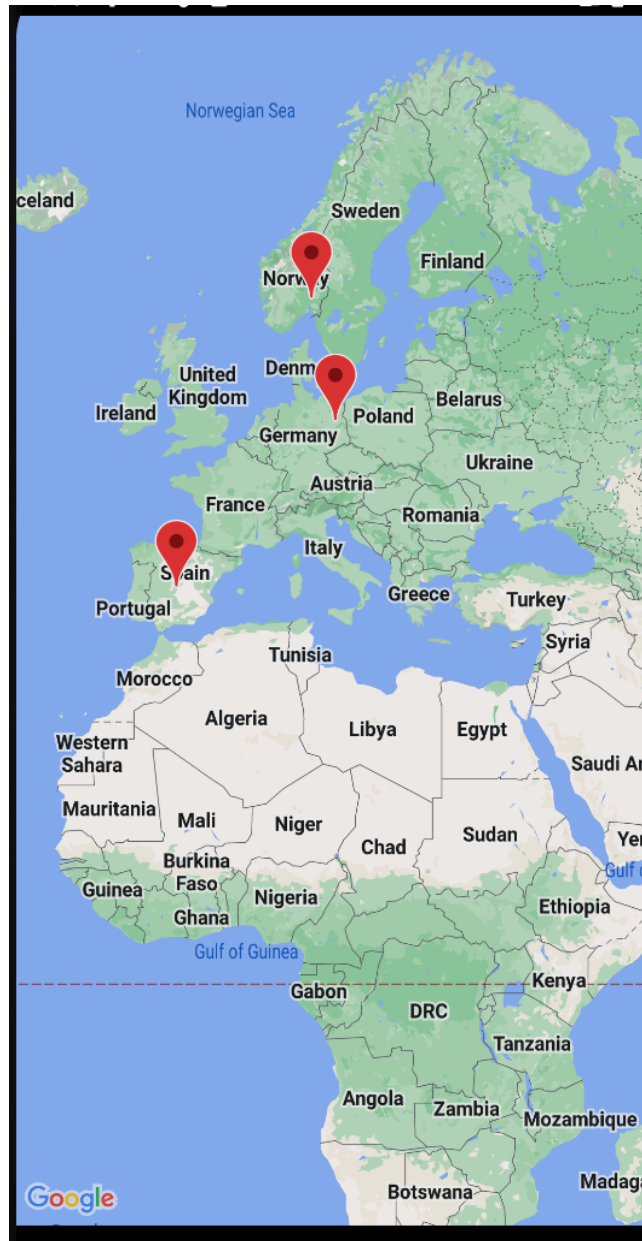 Norwegian Sea
celand
Sweden
Finland
Norway
United
Kingdom
Denm
Ireland
Belarus
Poland
Germany
Ukraine
Austria
France
Romania
Italy
Spain
Greece
Turkey
Portugal
Syria
Tunisia
Morocco
Algeria
Libya
Egypt
Western
Sahara
Saudi Ar
Mauritania
Mali
Niger
Chad
Sudan
Yer
Burkina
Faso
Guinea
Nigeria
Gulf o
Ghana
Ethiopia
Gulf of Guinea
Kenya
Gabon
DRC
Tanzania
Angola
Zambia
Mozambique
Madaga
Botswana
Google